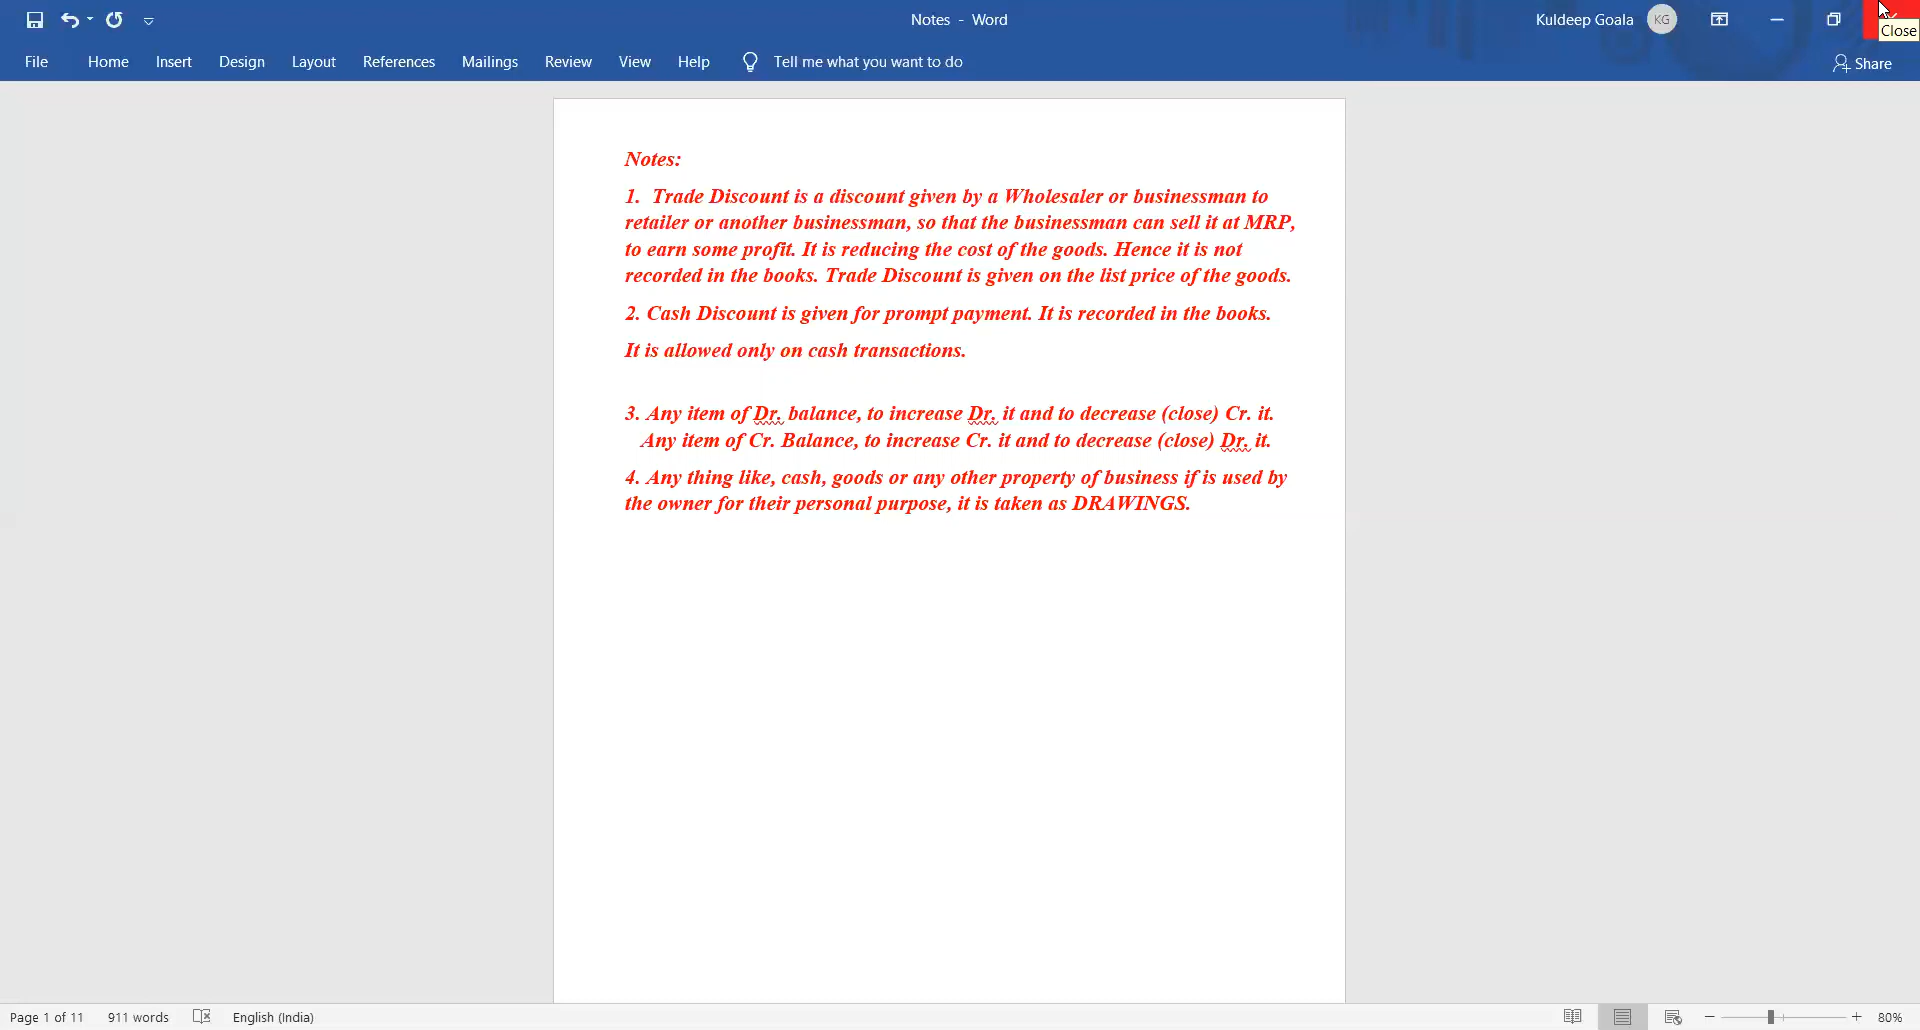 Notes - Word
Kuldeep Goala
KG
Close
File Home Insert Design Layout References Mailings Review View Help Tell me what you want to do
Share
Notes:
1. Trade Discount is a discount given by a Wholesaler or businessman to
retailer or another businessman, so that the businessman can sell it at MRP,
to earn some profit. It is reducing the cost of the goods. Hence it is not
recorded in the books. Trade Discount is given on the list price of the goods.
2. Cash Discount is given for prompt payment. It is recorded in the books.
It is allowed only on cash transactions.
3. Any item of Dr. balance, to increase Dr. it and to decrease (close) Cr. it.
Any item of Cr. Balance, to increase Cr. it and to decrease (close) Dr. it.
4. Any thing like, cash, goods or any other property of business if is used by
the owner for their personal purpose, it is taken as DRAWINGS.
Page 1 of 11 911 words English (India) 80%